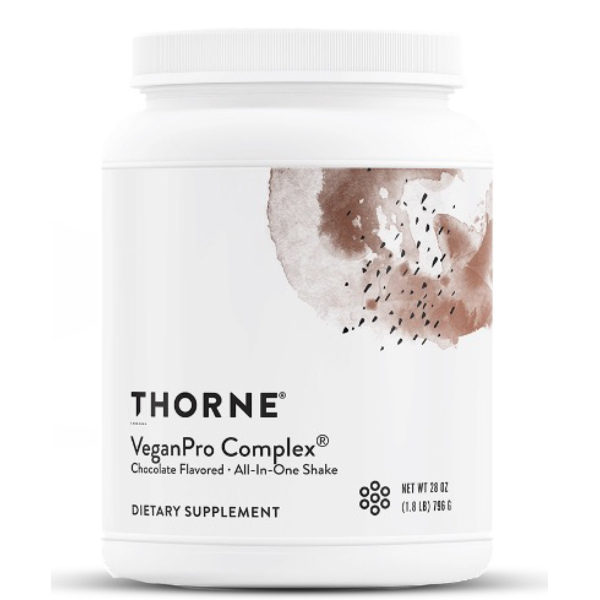 THORNE®
VeganPro Complex®
Chocolate Flavored · All-In-One Shake
DIETARY SUPPLEMENT
NET WT 28 OZ
(1.8 LB) 796 G